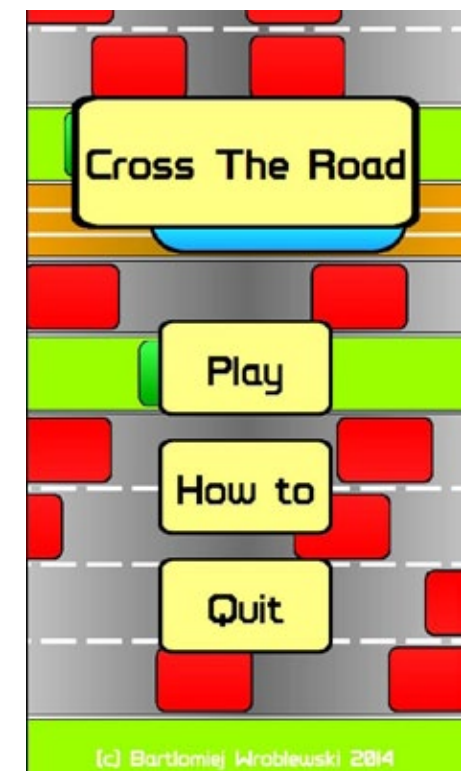 Cross The Road
Play
How to
Quit
(c) Bartlomiej Wroblewski 2014